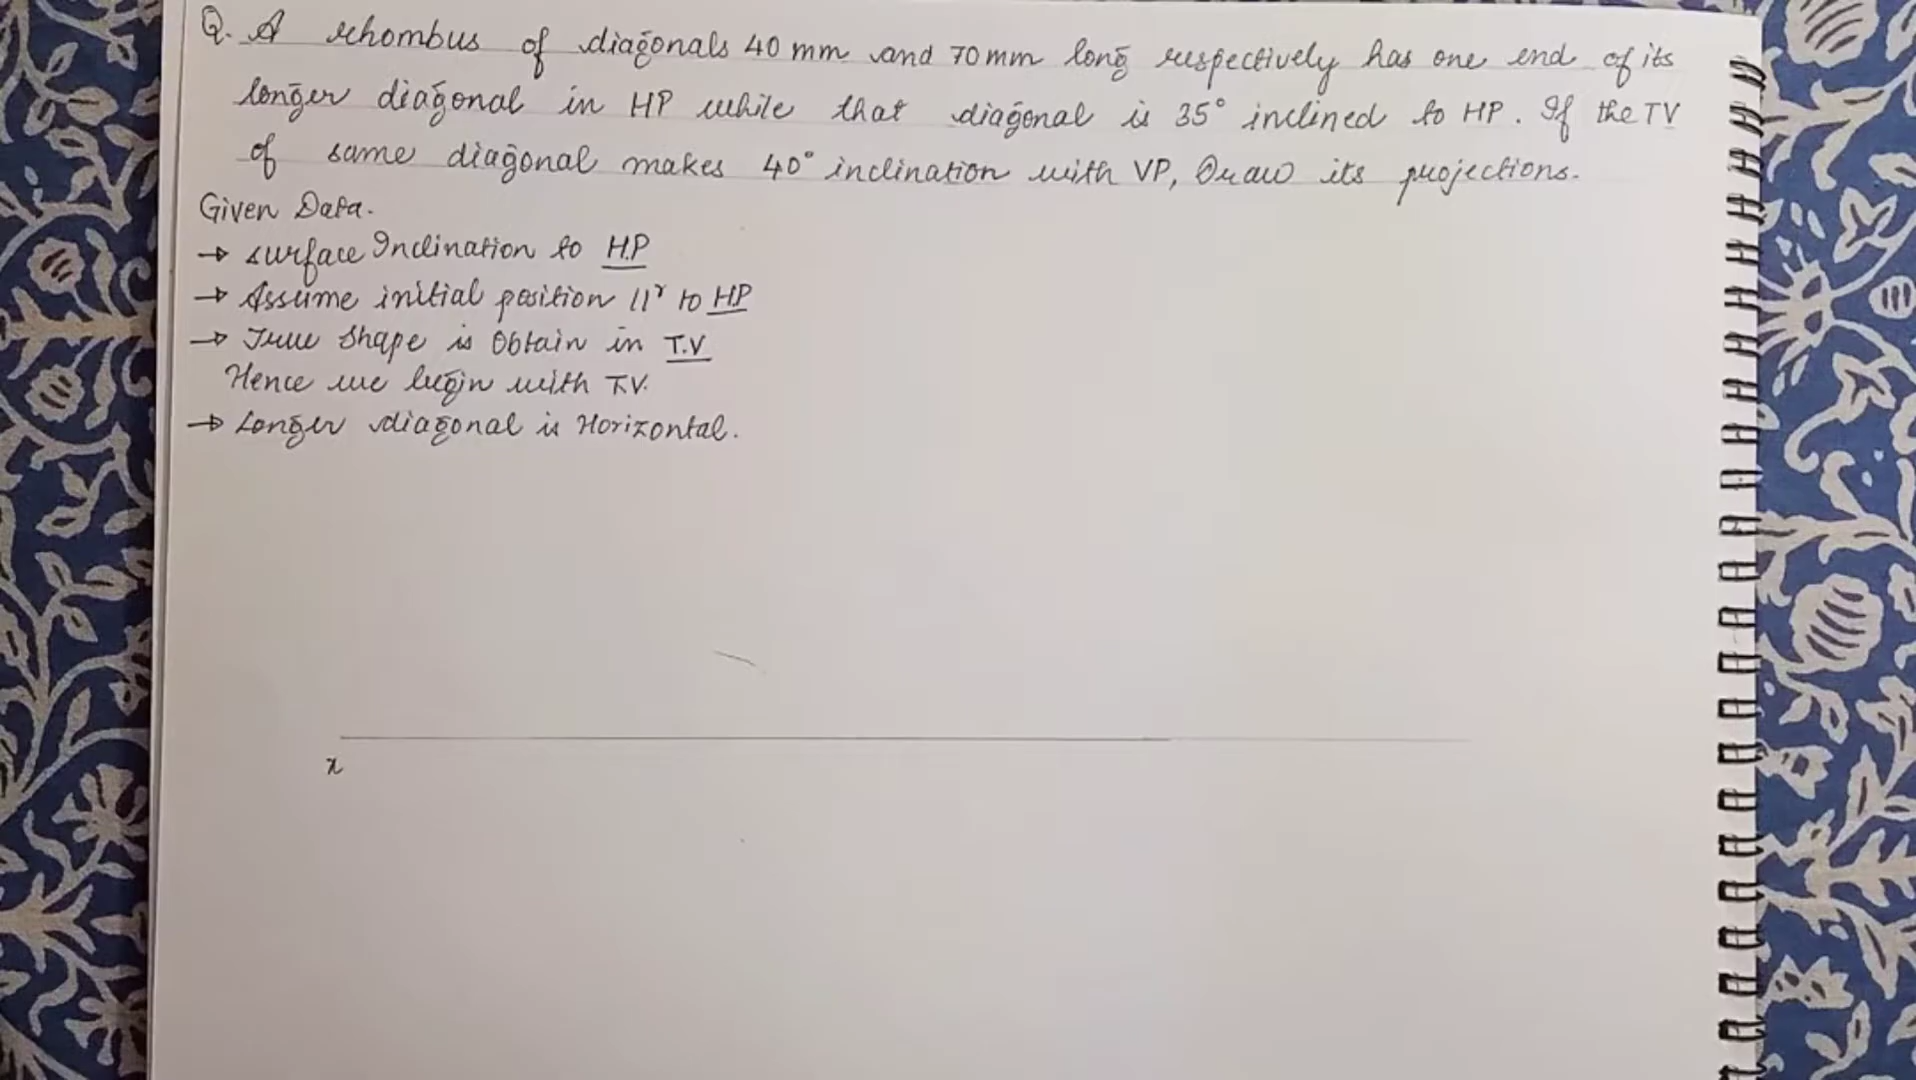 Q. A rhombus of diagonals 40 mm and 70 mm long respectively has one end of its
longer diagonal in HP while that diagonal is 35° inclined to HP. If the TV
of same diagonal makes 40° inclination with VP, Draw its projections.
Given Data.
→ surface Inclination to HP
→ Assume initial position 11r to HP
→ True shape is Obtain in T.V
Hence we begin with T.V.
→ Longer diagonal is Horizontal.
x